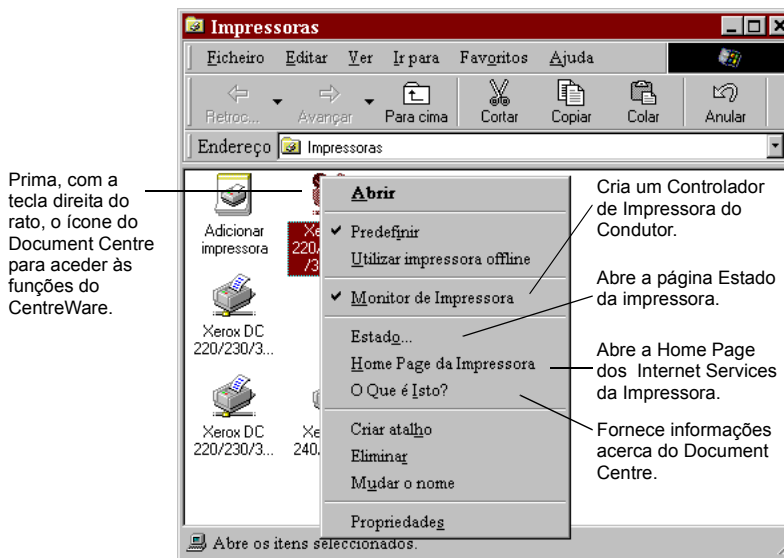 Impressoras
Ficheiro Editar Ver Ir para Favoritos Ajuda
Retroc... Avançar Para cima Cortar Copiar Colar Anular
Endereço Impressoras
Prima, com a
tecla direita do
rato, o ícone do
Document Centre
para aceder às
funções do
CentreWare.
Adicionar
impressora
Xerox DC
220/230/3...
Xerox DC
220/230/3...
Xe
220/
/3
Xe
240/
Abrir
Predefinir
Utilizar impressora offline
Monitor de Impressora
Estado...
Home Page da Impressora
O Que é Isto?
Criar atalho
Eliminar
Mudar o nome
Propriedades
Cria um Controlador
de Impressora do
Condutor.
Abre a página Estado
da impressora.
Abre a Home Page
dos Internet Services
da Impressora.
Fornece informações
acerca do Document
Centre.
Abre os itens seleccionados.